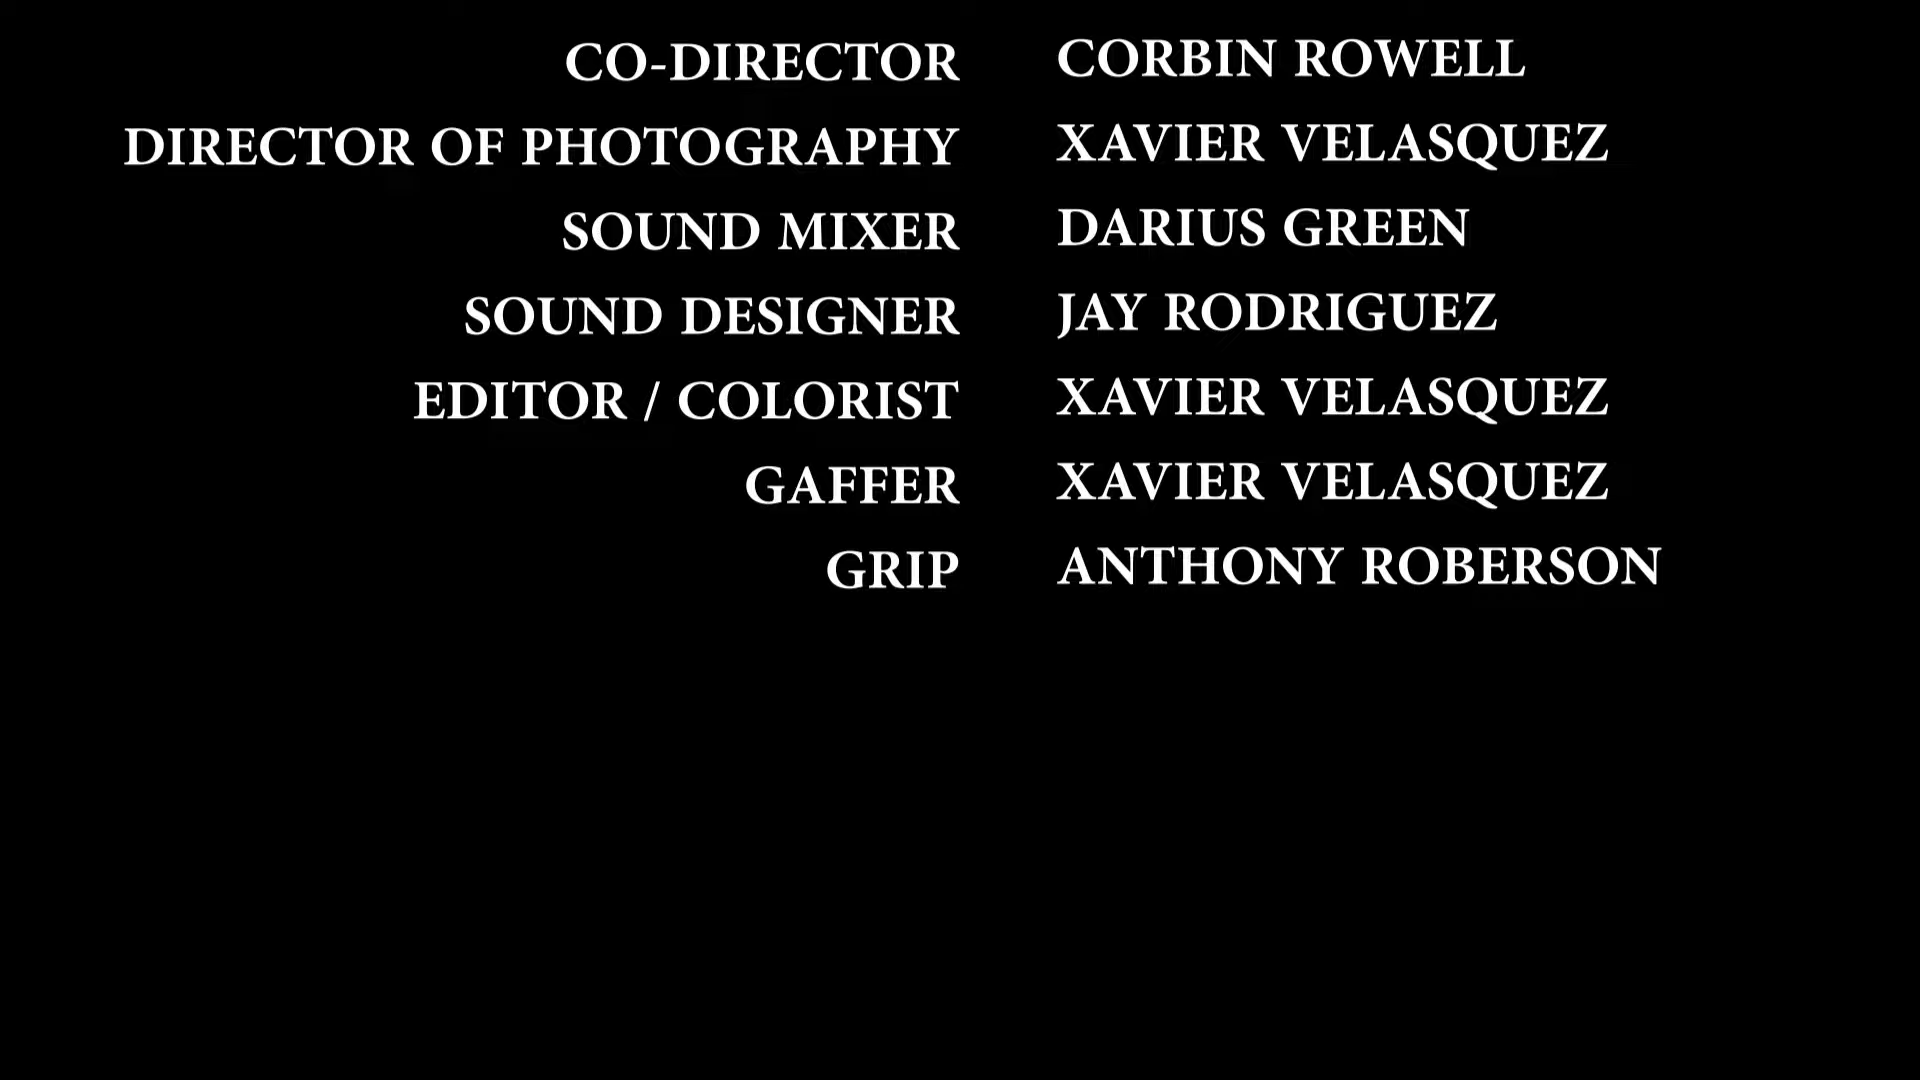 CO-DIRECTOR CORBIN ROWELL
DIRECTOR OF PHOTOGRAPHY XAVIER VELASQUEZ
SOUND MIXER DARIUS GREEN
SOUND DESIGNER JAY RODRIGUEZ
EDITOR / COLORIST XAVIER VELASQUEZ
GAFFER XAVIER VELASQUEZ
GRIP ANTHONY ROBERSON